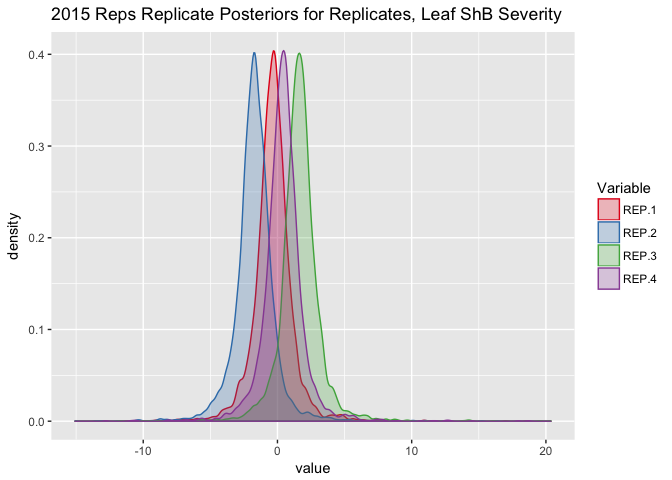 2015 Reps Replicate Posteriors for Replicates, Leaf ShB Severity
0.4
0.3
0.2
0.1
0.0
density
-10
0
10
20
value
Variable
REP.1
REP.2
REP.3
REP.4